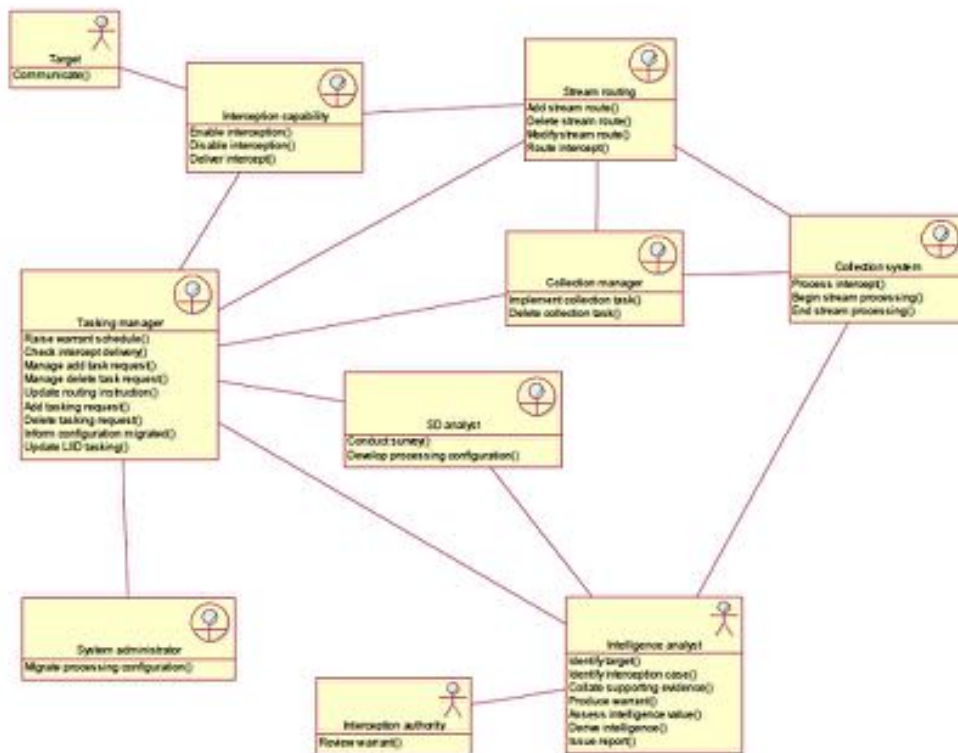 Target
Communicate()
Interception capability
Enable interception()
Disable interception()
Deliver intercept()
Stream routing
Add stream route()
Delete stream route()
Modify stream route()
Route intercept()
Collection manager
Implement collection task()
Delete collection task()
Collection system
Process intercept()
Begin stream processing()
End stream processing()
Tasking manager
Raise warrant schedule()
Check intercept delivery()
Manage add task request()
Manage delete task request()
Update routing instruction()
Add tasking request()
Delete tasking request()
Inform configuration migrated()
Update LIID tasking()
SD analyst
Conduct survey()
Develop processing configuration()
System administrator
Migrate processing configuration()
Intelligence analyst
Identify target()
Identify interception case()
Collate supporting evidence()
Produce warrant()
Assess intelligence value()
Derive intelligence()
Issue report()
Interception authority
Review warrant()